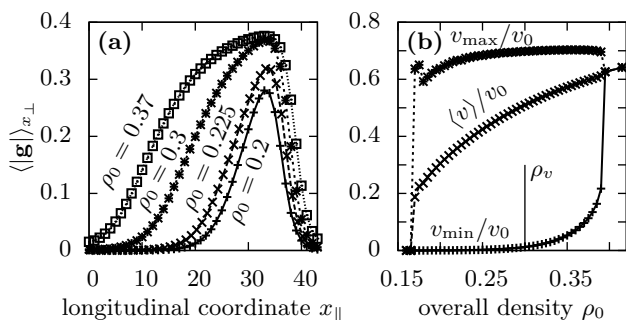 (a)
(b)
0.4
0.3
0.2
0.1
0
⟨|g|⟩x⊥
ρ0 = 0.37
ρ0 = 0.3
ρ0 = 0.225
ρ0 = 0.2
0 10 20 30 40
longitudinal coordinate x∥
0.8
0.6
0.4
0.2
0
vmax/v0
⟨v⟩/v0
ρv
vmin/v0
0.15 0.25 0.35
overall density ρ0